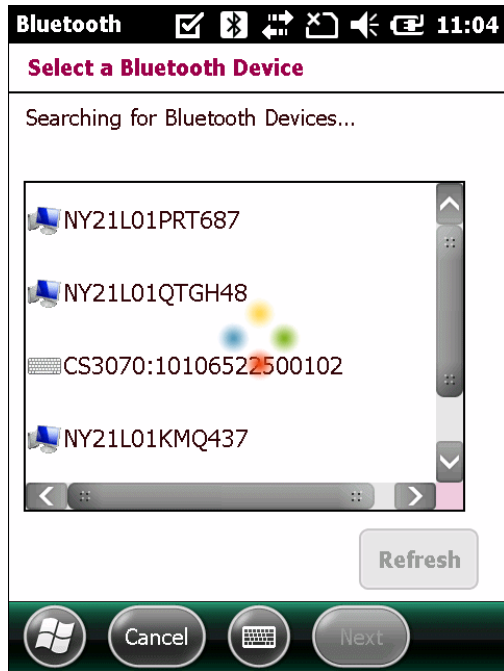 Bluetooth 11:04
Select a Bluetooth Device
Searching for Bluetooth Devices...
NY21L01PRT687
NY21L01QTGH48
CS3070:10106522500102
NY21L01KMQ437
Refresh
Cancel Next